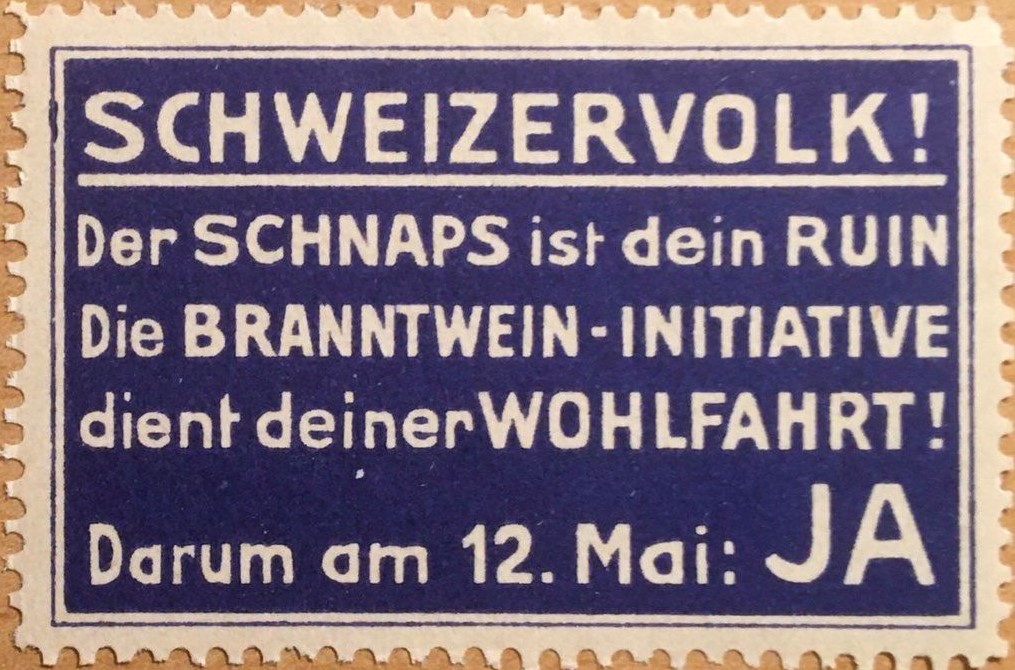 SCHWEIZERVOLK!
Der SCHNAPS ist dein RUIN
Die BRANNTWEIN-INITIATIVE
dient deiner WOHLFAHRT!
Darum am 12. Mai: JA